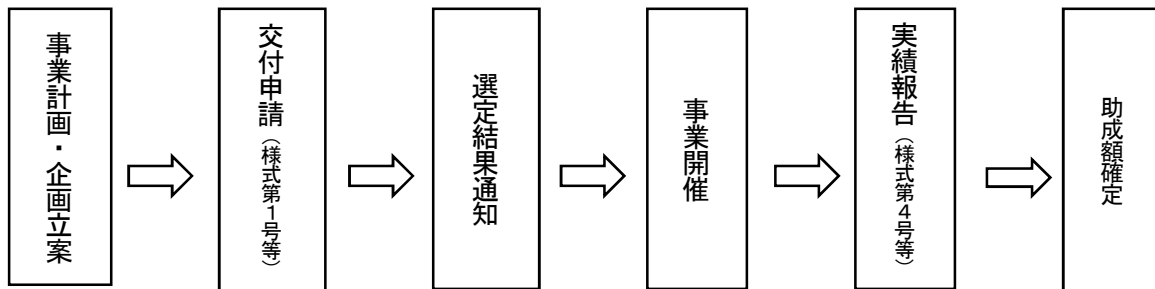 事業計画・企画立案
交付申請（様式第１号等）
選定結果通知
事業開催
実績報告（様式第４号等）
助成額確定